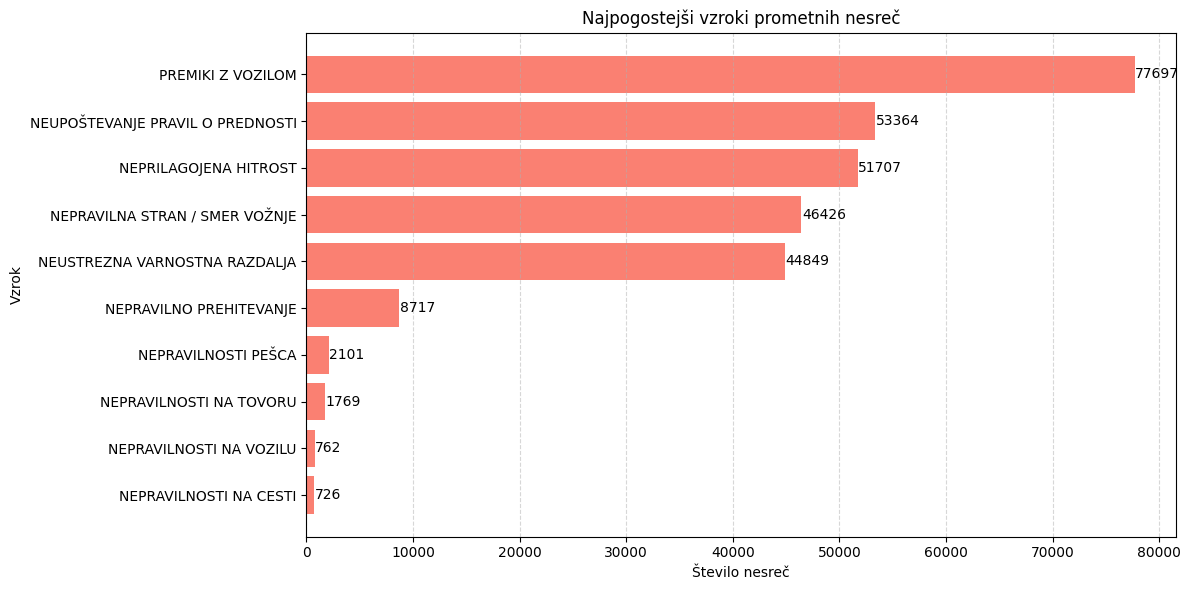 Najpogostejši vzroki prometnih nesreč
Vzrok
PREMIKI Z VOZILOM 77697
NEUPOŠTEVANJE PRAVIL O PREDNOSTI 53364
NEPRILAGOJENA HITROST 51707
NEPRAVILNA STRAN / SMER VOŽNJE 46426
NEUSTREZNA VARNOSTNA RAZDALJA 44849
NEPRAVILNO PREHITEVANJE 8717
NEPRAVILNOSTI PEŠCA 2101
NEPRAVILNOSTI NA TOVORU 1769
NEPRAVILNOSTI NA VOZILU 762
NEPRAVILNOSTI NA CESTI 726
0 10000 20000 30000 40000 50000 60000 70000 80000
Število nesreč